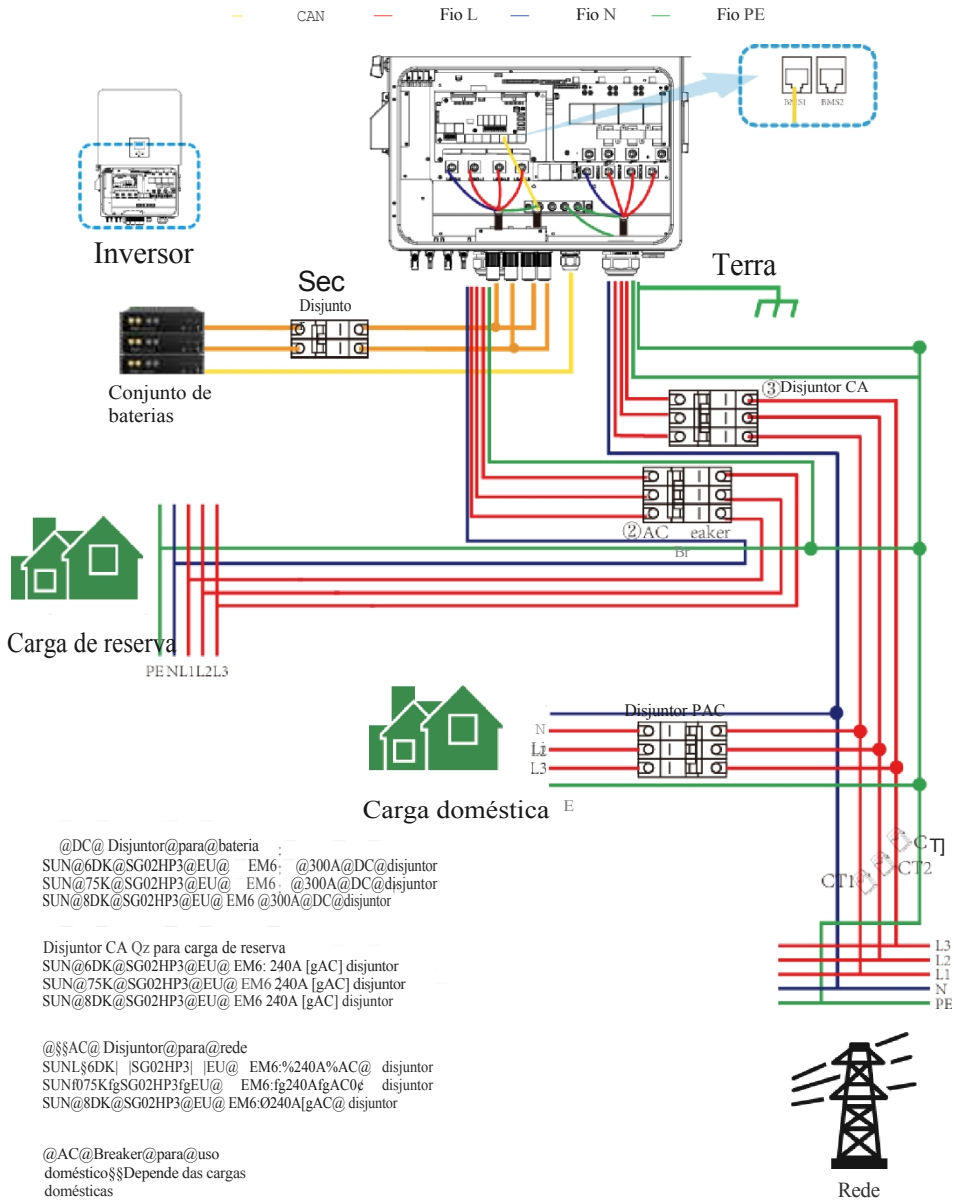 CAN Fio L Fio N Fio PE
BMS1 BMS2
Inversor
Terra
Sec
Disjunto
Conjunto de
baterias
③Disjuntor CA
②AC eaker
Br
Carga de reserva
PE N L1 L2 L3
Disjuntor PAC
N
L3
Carga doméstica E
CT1 CT2
L3
L2
L1
N
PE
@DC@ Disjuntor@para@bateria :
SUN@6DK@SG02HP3@EU@ EM6: @300A@DC@disjuntor
SUN@75K@SG02HP3@EU@ EM6: @300A@DC@disjuntor
SUN@8DK@SG02HP3@EU@ EM6 @300A@DC@disjuntor
Disjuntor CA Qz para carga de reserva
SUN@6DK@SG02HP3@EU@ EM6: 240A [gAC] disjuntor
SUN@75K@SG02HP3@EU@ EM6 240A [gAC] disjuntor
SUN@8DK@SG02HP3@EU@ EM6 240A [gAC] disjuntor
@§§AC@ Disjuntor@para@rede
SUNL§6DK| |SG02HP3| |EU@ EM6:%240A%AC@ disjuntor
SUNf075KfgSG02HP3fgEU@ EM6:fg240AfgAC0¢ disjuntor
SUN@8DK@SG02HP3@EU@ EM6:Ø240A[gAC@ disjuntor
@AC@Breaker@para@uso
doméstico§§Depende das cargas
domésticas
Rede